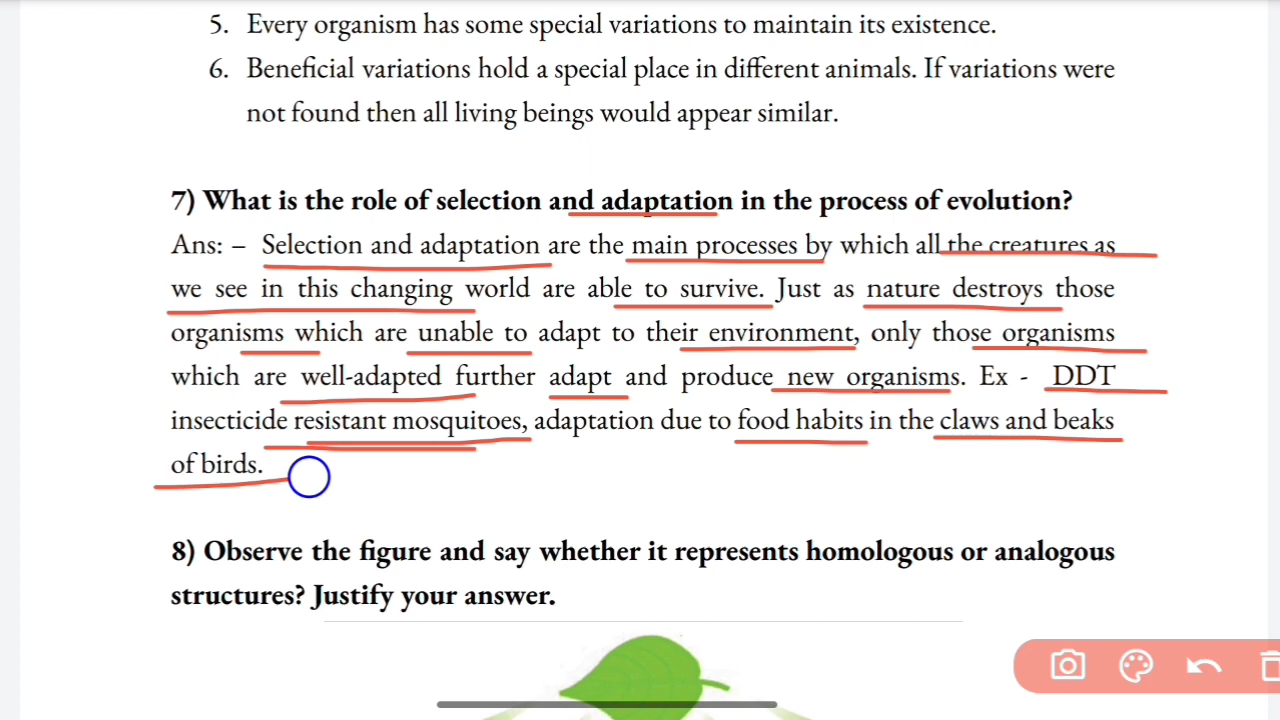 5. Every organism has some special variations to maintain its existence.
6. Beneficial variations hold a special place in different animals. If variations were
not found then all living beings would appear similar.
7) What is the role of selection and adaptation in the process of evolution?
Ans: – Selection and adaptation are the main processes by which all the creatures as
we see in this changing world are able to survive. Just as nature destroys those
organisms which are unable to adapt to their environment, only those organisms
which are well-adapted further adapt and produce new organisms. Ex - DDT
insecticide resistant mosquitoes, adaptation due to food habits in the claws and beaks
of birds.
8) Observe the figure and say whether it represents homologous or analogous
structures? Justify your answer.